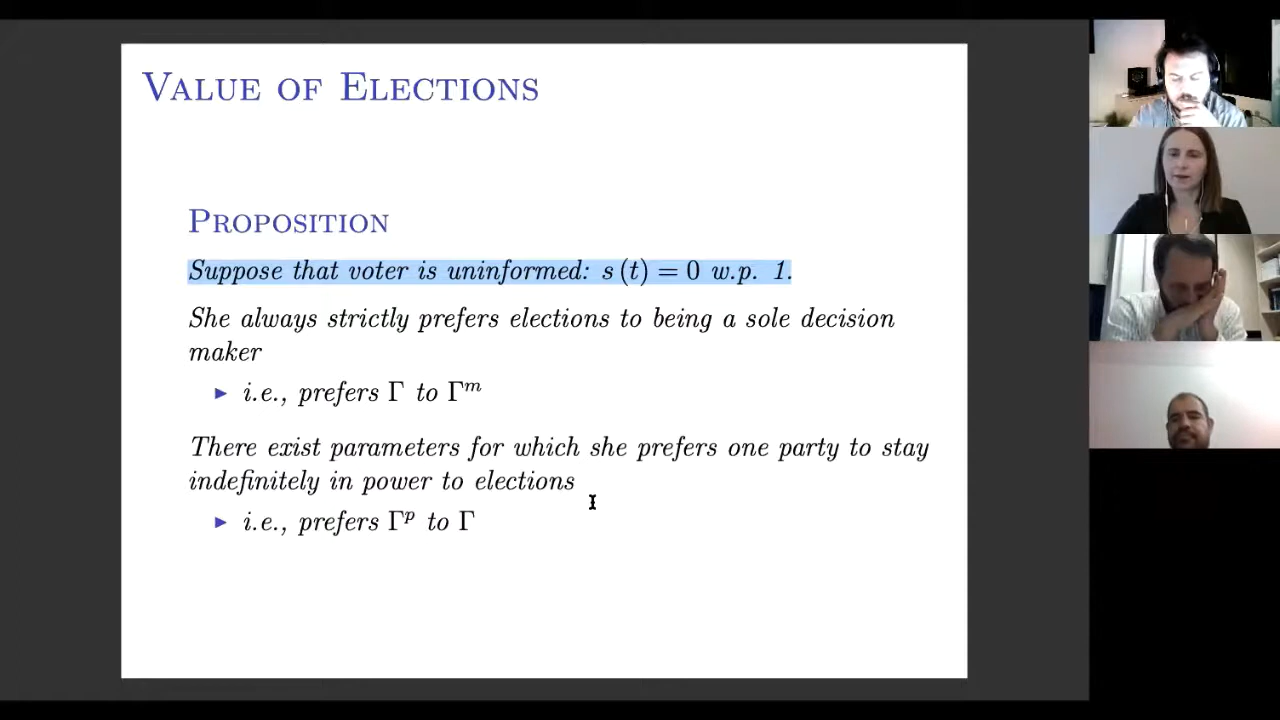 VALUE OF ELECTIONS
PROPOSITION
Suppose that voter is uninformed: s (t) = 0 w.p. 1.
She always strictly prefers elections to being a sole decision
maker
▶ i.e., prefers Γ to Γᵐ
There exist parameters for which she prefers one party to stay
indefinitely in power to elections
▶ i.e., prefers Γᵖ to Γ